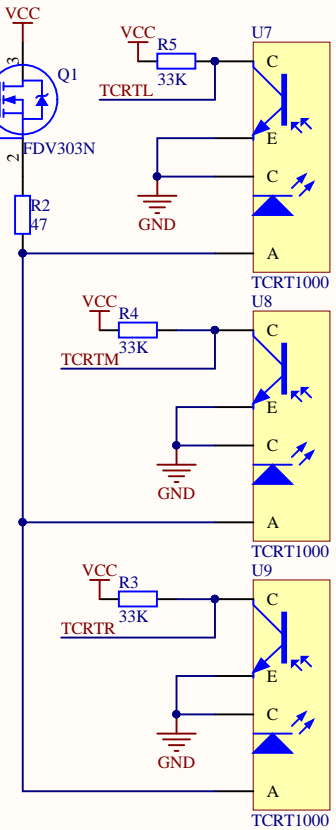 VCC
3
Q1
FDV303N
2
R2
47
U7
VCC
R5
33K
TCRTL
C
E
C
A
GND
TCRT1000
U8
VCC
R4
33K
TCRTM
C
E
C
A
GND
TCRT1000
U9
VCC
R3
33K
TCRTR
C
E
C
A
GND
TCRT1000